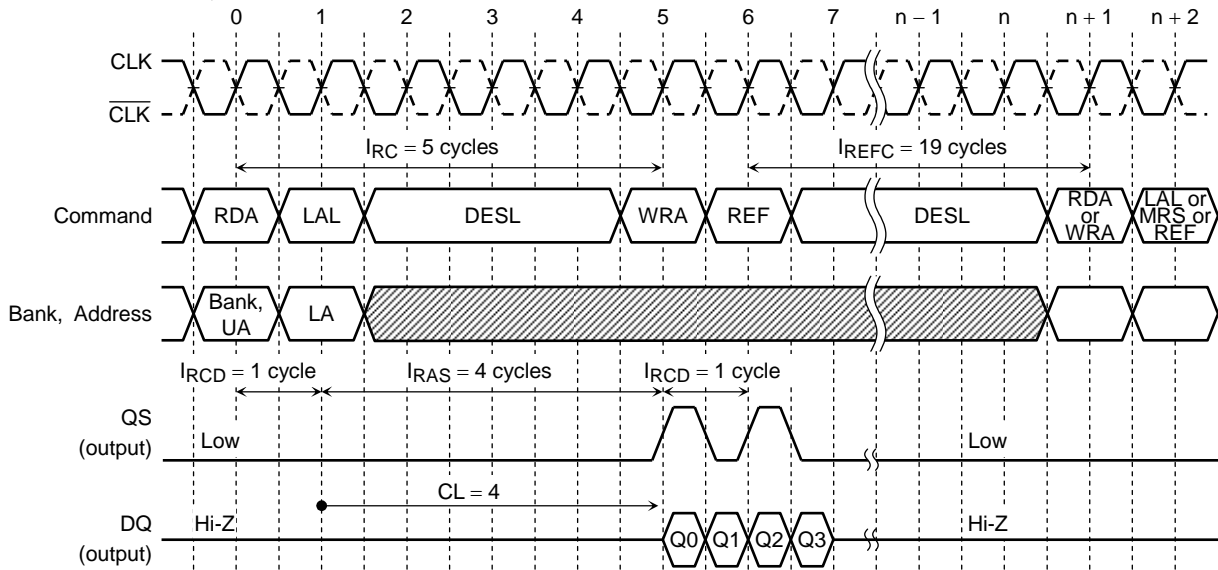 0 1 2 3 4 5 6 7 n − 1 n n + 1 n + 2
CLK
CLK
IRC = 5 cycles IREFC = 19 cycles
Command RDA LAL DESL WRA REF DESL RDA or WRA LAL or MRS or REF
Bank, Address Bank, UA LA
IRCD = 1 cycle IRAS = 4 cycles IRCD = 1 cycle
QS
(output) Low Low
CL = 4
DQ Hi-Z Q0 Q1 Q2 Q3 Hi-Z
(output)